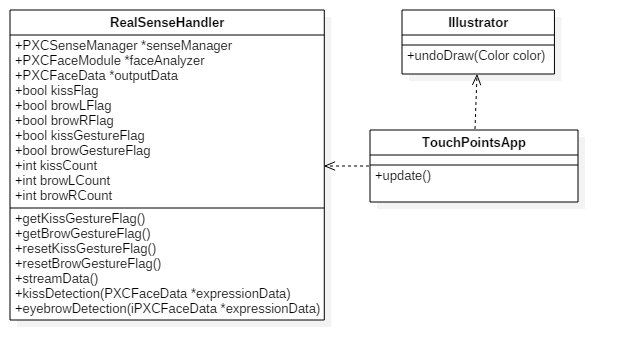 RealSenseHandler
+PXCSenseManager *senseManager
+PXCFaceModule *faceAnalyzer
+PXCFaceData *outputData
+bool kissFlag
+bool browLFlag
+bool browRFlag
+bool kissGestureFlag
+bool browGestureFlag
+int kissCount
+int browLCount
+int browRCount
+getKissGestureFlag()
+getBrowGestureFlag()
+resetKissGestureFlag()
+resetBrowGestureFlag()
+streamData()
+kissDetection(PXCFaceData *expressionData)
+eyebrowDetection(iPXCFaceData *expressionData)
Illustrator
+undoDraw(Color color)
TouchPointsApp
+update()